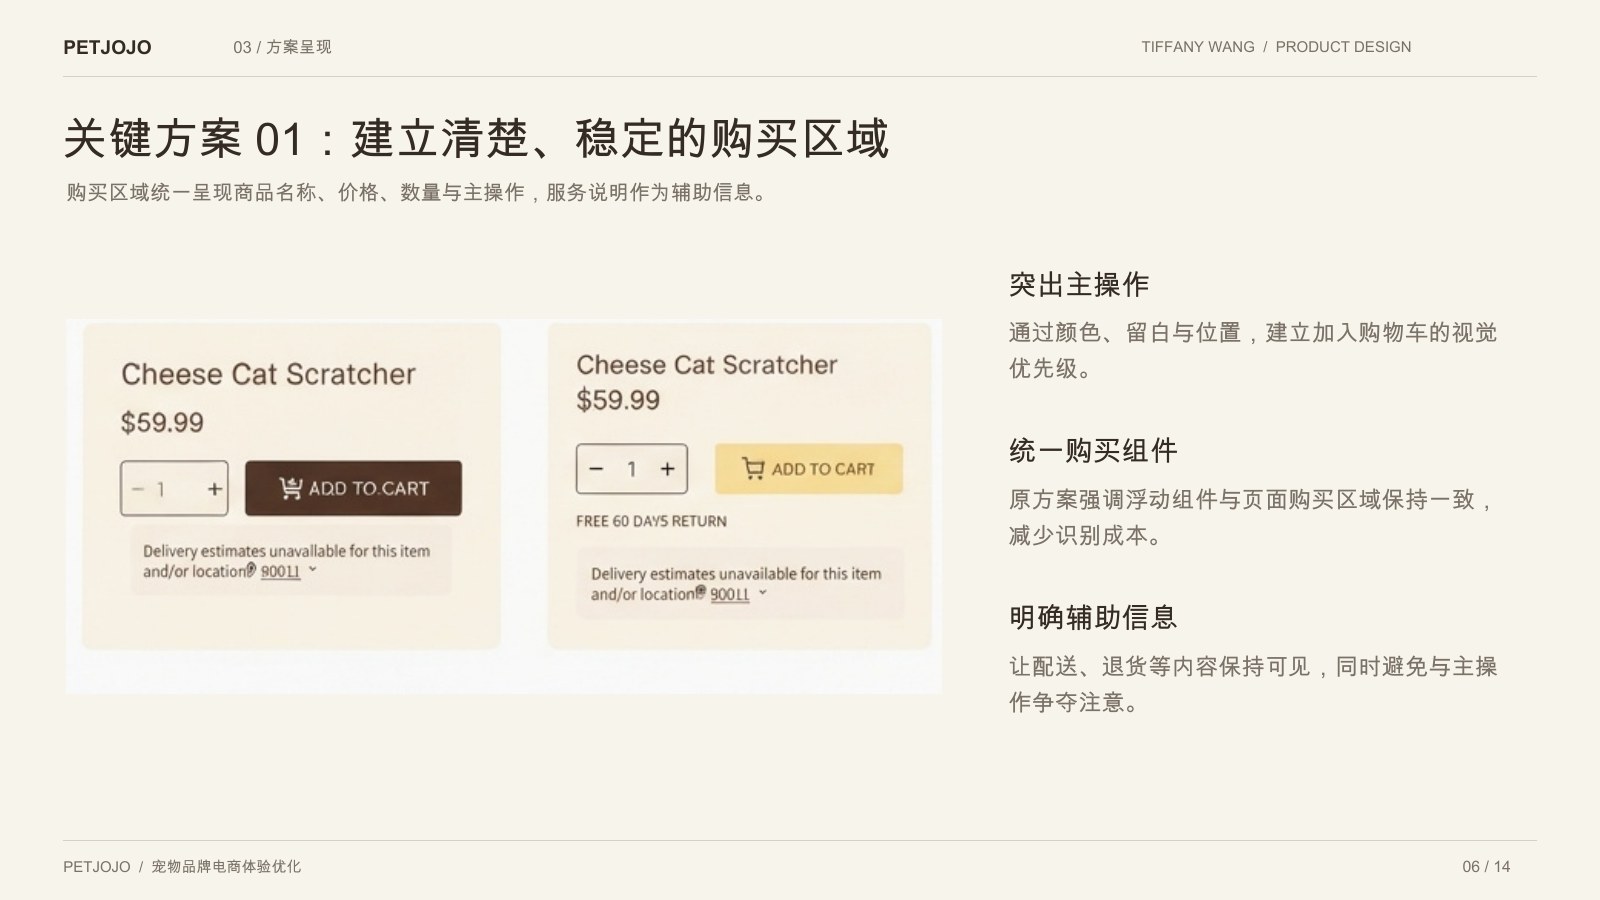 PETJOJO 03 / 方案呈现 TIFFANY WANG / PRODUCT DESIGN
关键方案 01：建立清楚、稳定的购买区域
购买区域统一呈现商品名称、价格、数量与主操作，服务说明作为辅助信息。
Cheese Cat Scratcher
$59.99
− 1 +
ADD TO.CART
Delivery estimates unavallable for this item
and/or location 90011
Cheese Cat Scratcher
$59.99
− 1 +
ADD TO CART
FREE 60 DAYS RETURN
Delivery estimates unavailable for this item
and/or location 90011
突出主操作
通过颜色、留白与位置，建立加入购物车的视觉
优先级。
统一购买组件
原方案强调浮动组件与页面购买区域保持一致，
减少识别成本。
明确辅助信息
让配送、退货等内容保持可见，同时避免与主操
作争夺注意。
PETJOJO / 宠物品牌电商体验优化
06 / 14